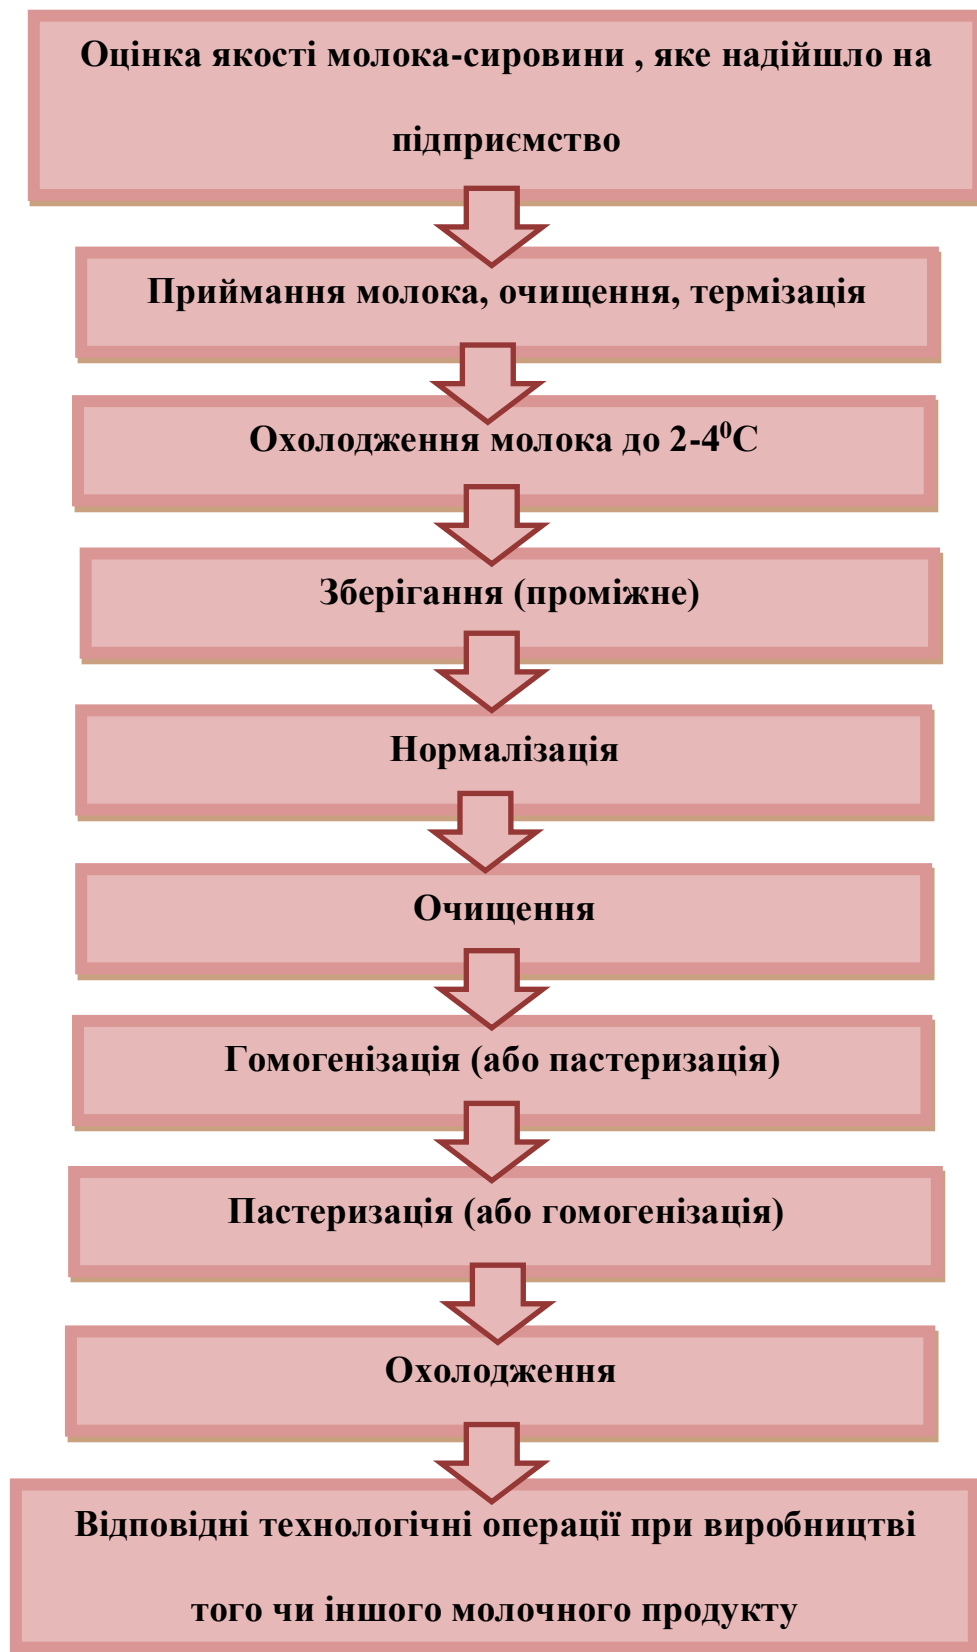 Оцінка якості молока-сировини , яке надійшло на
підприємство
Приймання молока, очищення, термізація
Охолодження молока до 2-4⁰С
Зберігання (проміжне)
Нормалізація
Очищення
Гомогенізація (або пастеризація)
Пастеризація (або гомогенізація)
Охолодження
Відповідні технологічні операції при виробництві
того чи іншого молочного продукту